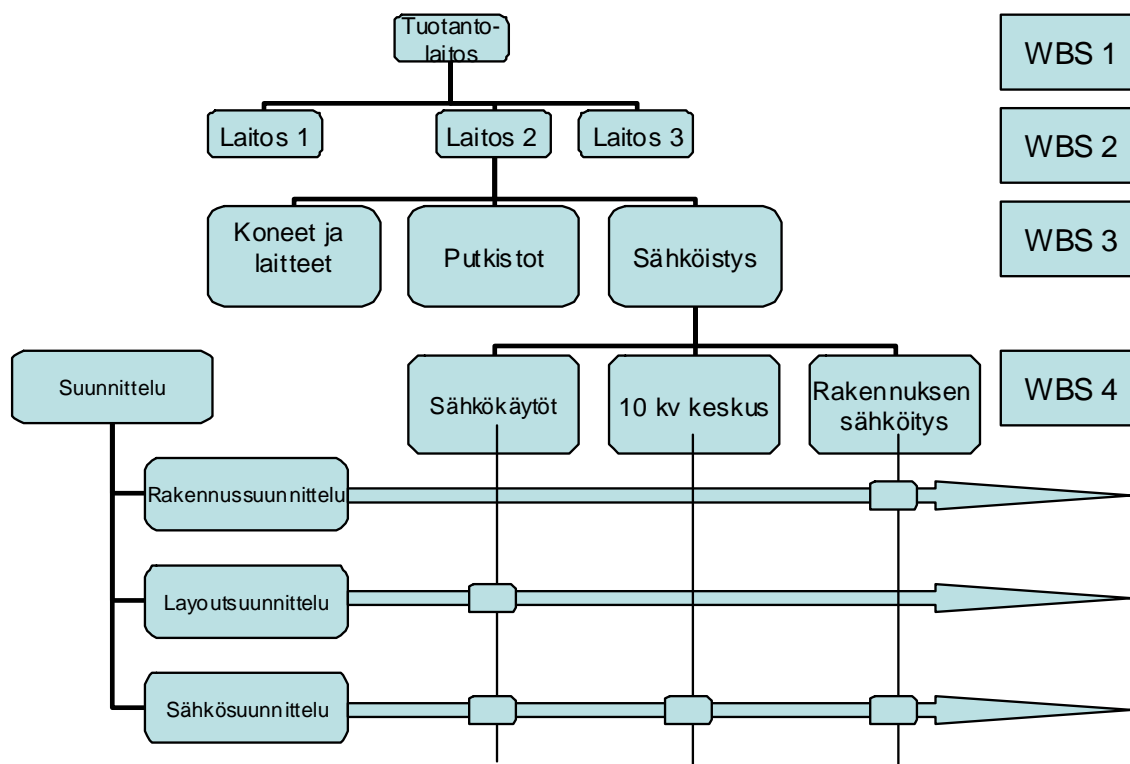 Tuotanto-
laitos
WBS 1
Laitos 1
Laitos 2
Laitos 3
WBS 2
Koneet ja
laitteet
Putkistot
Sähköistys
WBS 3
Suunnittelu
Sähkökäytöt
10 kv keskus
Rakennuksen
sähköitys
WBS 4
Rakennussuunnittelu
Layoutsuunnittelu
Sähkösuunnittelu